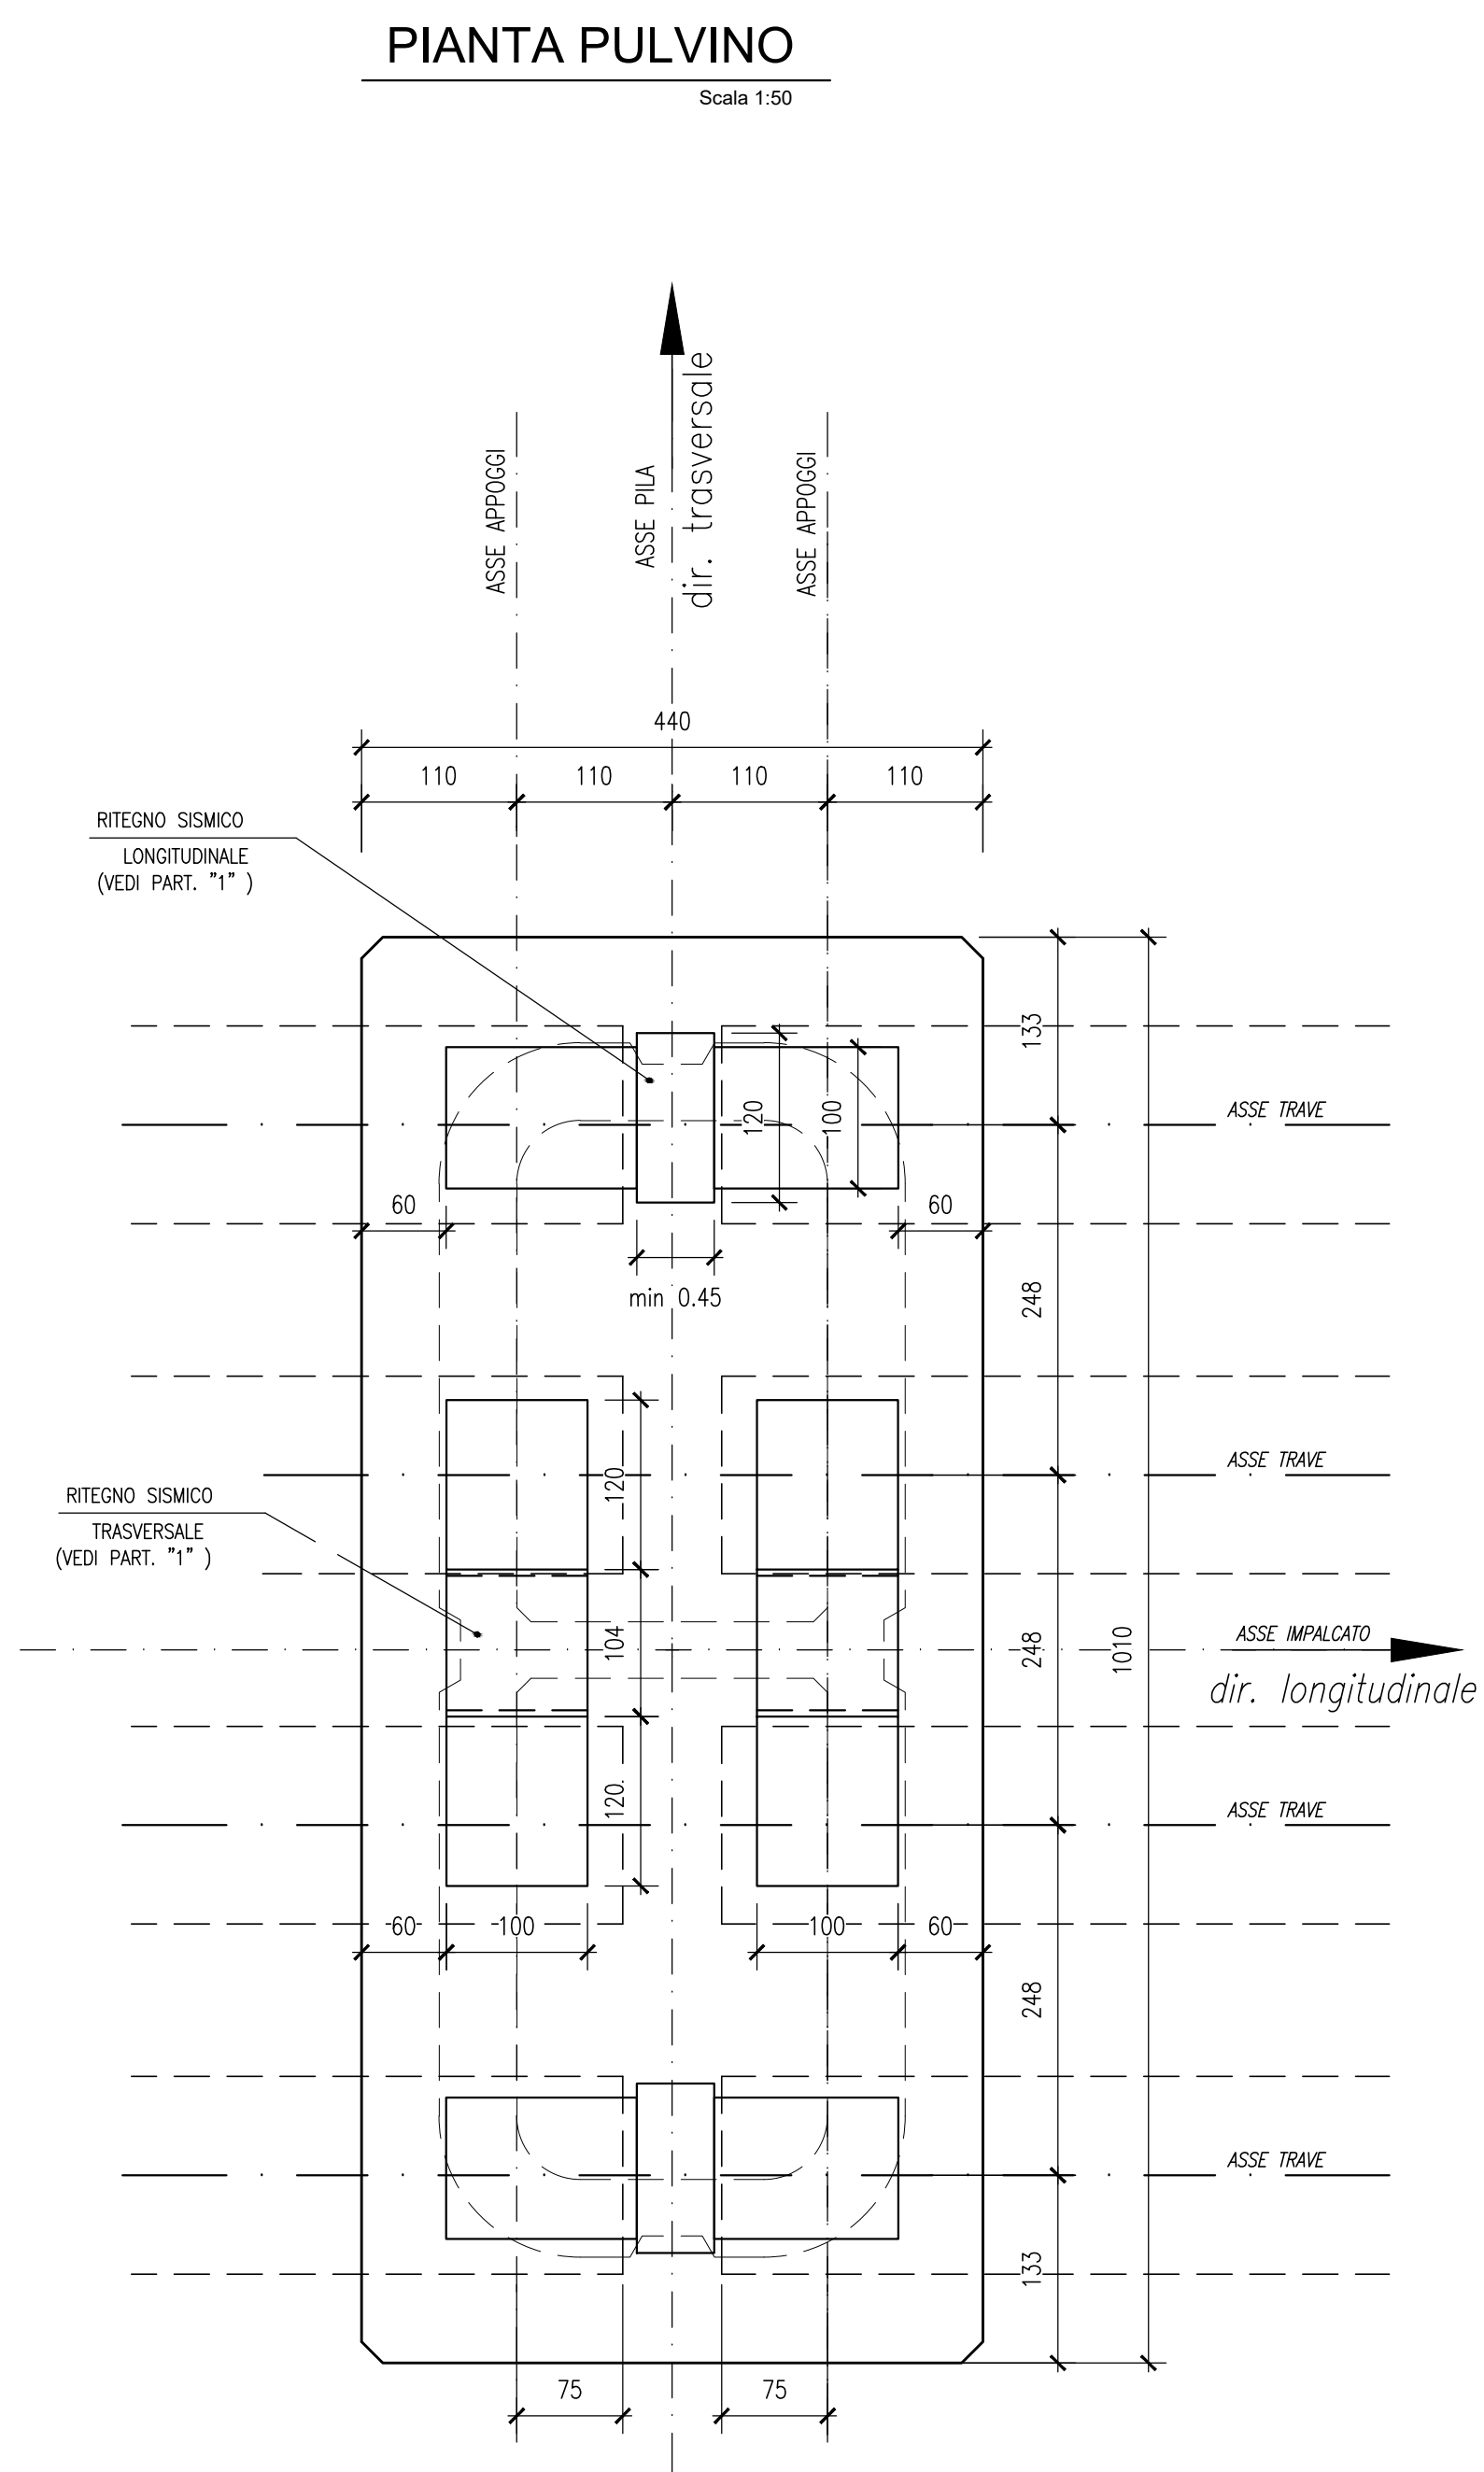 PIANTA PULVINO
Scala 1:50
dir. trasversale
ASSE APPOGGI
ASSE PILA
ASSE APPOGGI
440
110
110
110
110
RITEGNO SISMICO
LONGITUDINALE
(VEDI PART. "1" )
133
120
100
ASSE TRAVE
60
60
min 0.45
248
120
ASSE TRAVE
RITEGNO SISMICO
TRASVERSALE
(VEDI PART. "1" )
104
248
1010
ASSE IMPALCATO
dir. longitudinale
120
ASSE TRAVE
60
100
100
60
248
ASSE TRAVE
133
75
75